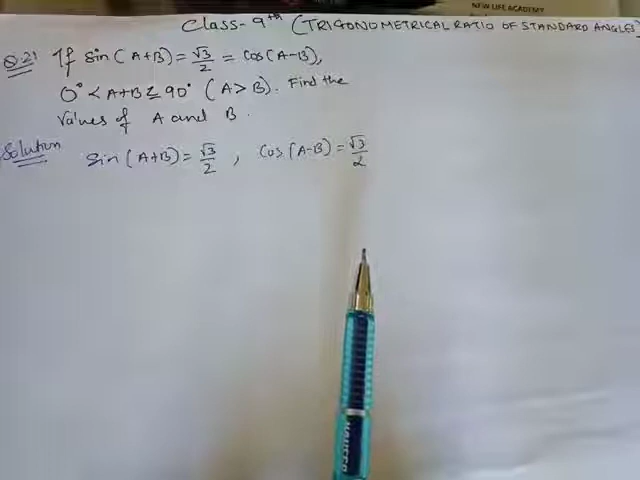 NEW LIFE ACADEMY
Class-9th (TRIGONOMETRICAL RATIO OF STANDARD ANGLES)
Q.21 If sin(A+B) = √3/2 = cos(A-B),
0° < A+B ≤ 90° (A > B). Find the
values of A and B.
Solution sin(A+B) = √3/2 , cos(A-B) = √3/2